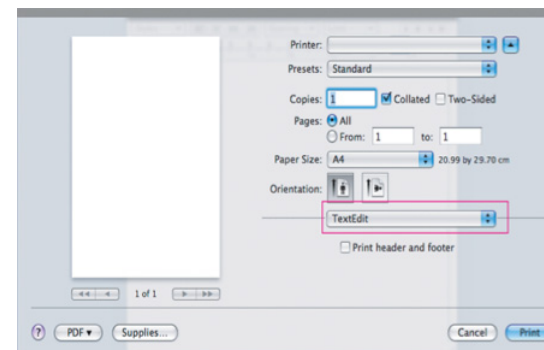 Printer:
Presets: Standard
Copies: 1 Collated Two-Sided
Pages: All
From: 1 to: 1
Paper Size: A4 20.99 by 29.70 cm
Orientation:
TextEdit
Print header and footer
1 of 1
? PDF Supplies... Cancel Print